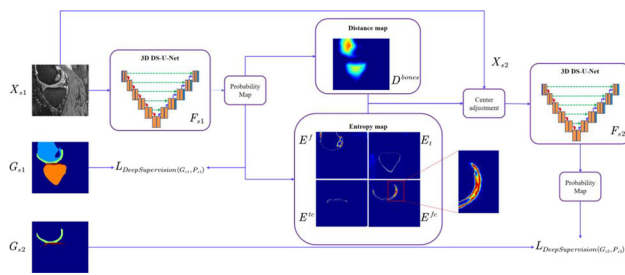 Distance map
3D DS-U-Net
X_{s1}
F_{s1}
Probability
Map
D^{bones}
X_{s2}
Center
adjustment
3D DS-U-Net
F_{s2}
Entropy map
E^f
E_t
E^{tc}
E^{fc}
G_{s1}
L_{DeepSupervision(G_{s1},P_{s1})}
Probability
Map
G_{s2}
L_{DeepSupervision(G_{s2},P_{s2})}